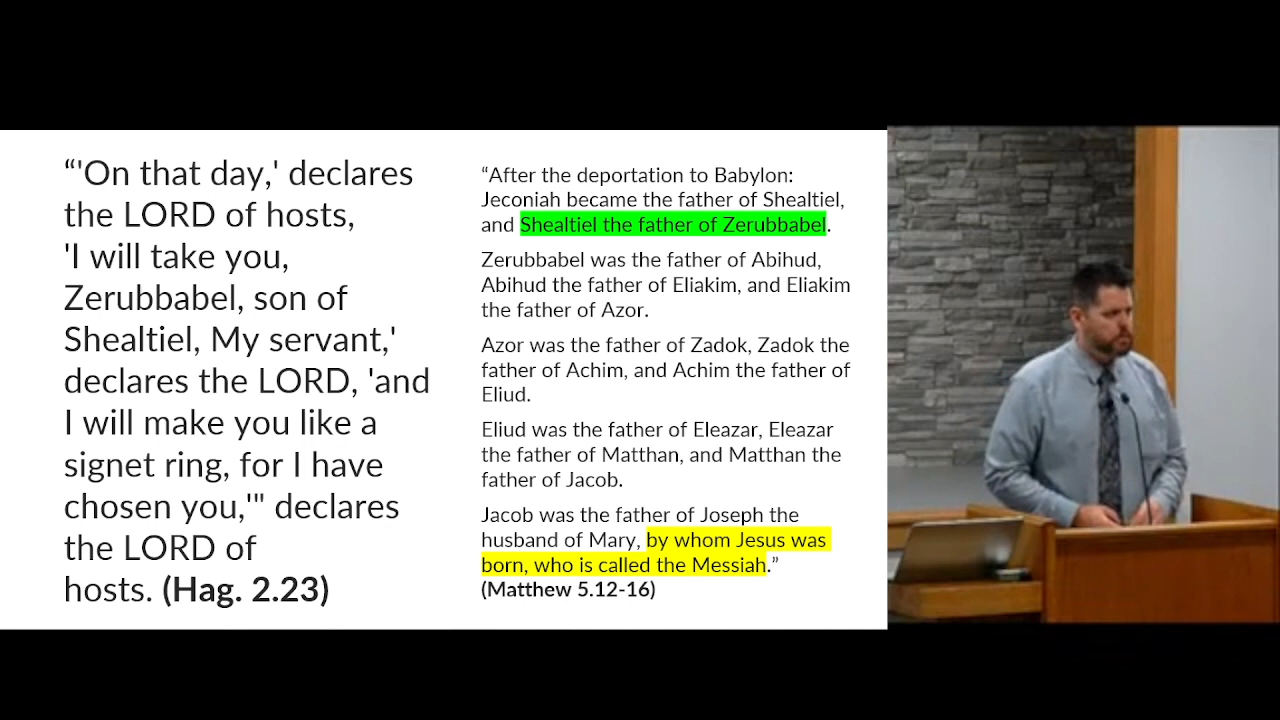 “'On that day,' declares
the LORD of hosts,
'I will take you,
Zerubbabel, son of
Shealtiel, My servant,'
declares the LORD, 'and
I will make you like a
signet ring, for I have
chosen you,'" declares
the LORD of
hosts. (Hag. 2.23)
“After the deportation to Babylon:
Jeconiah became the father of Shealtiel,
and Shealtiel the father of Zerubbabel.
Zerubbabel was the father of Abihud,
Abihud the father of Eliakim, and Eliakim
the father of Azor.
Azor was the father of Zadok, Zadok the
father of Achim, and Achim the father of
Eliud.
Eliud was the father of Eleazar, Eleazar
the father of Matthan, and Matthan the
father of Jacob.
Jacob was the father of Joseph the
husband of Mary, by whom Jesus was
born, who is called the Messiah.”
(Matthew 5.12-16)